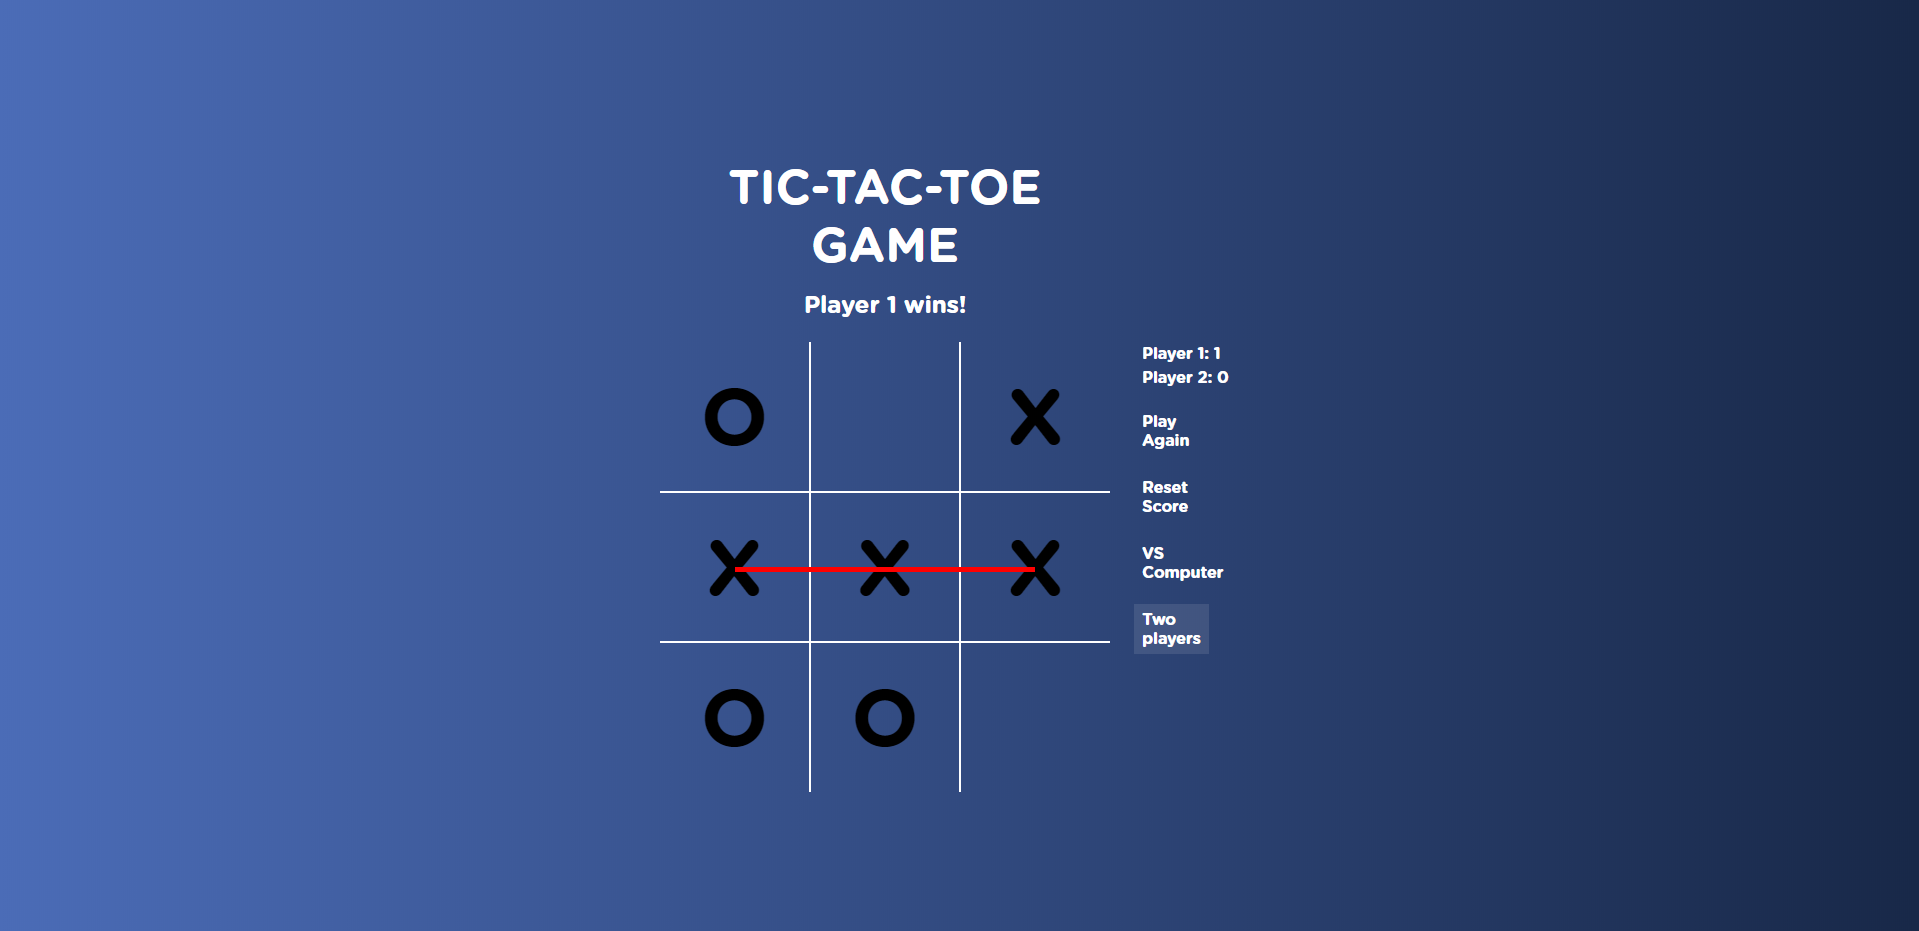 TIC-TAC-TOE
GAME
Player 1 wins!
Player 1: 1
Player 2: 0
Play
Again
Reset
Score
VS
Computer
Two
players
O X
X X X
O O